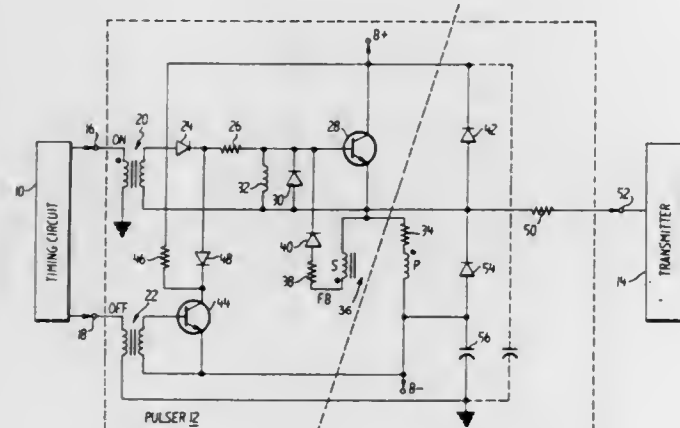 B+
20
24
26
28
42
16
ON
10
TIMING CIRCUIT
32
30
40
34
50
52
TRANSMITTER
14
46
48
38
S
P
54
FB
36
OFF
22
44
18
56
B-
PULSER 12